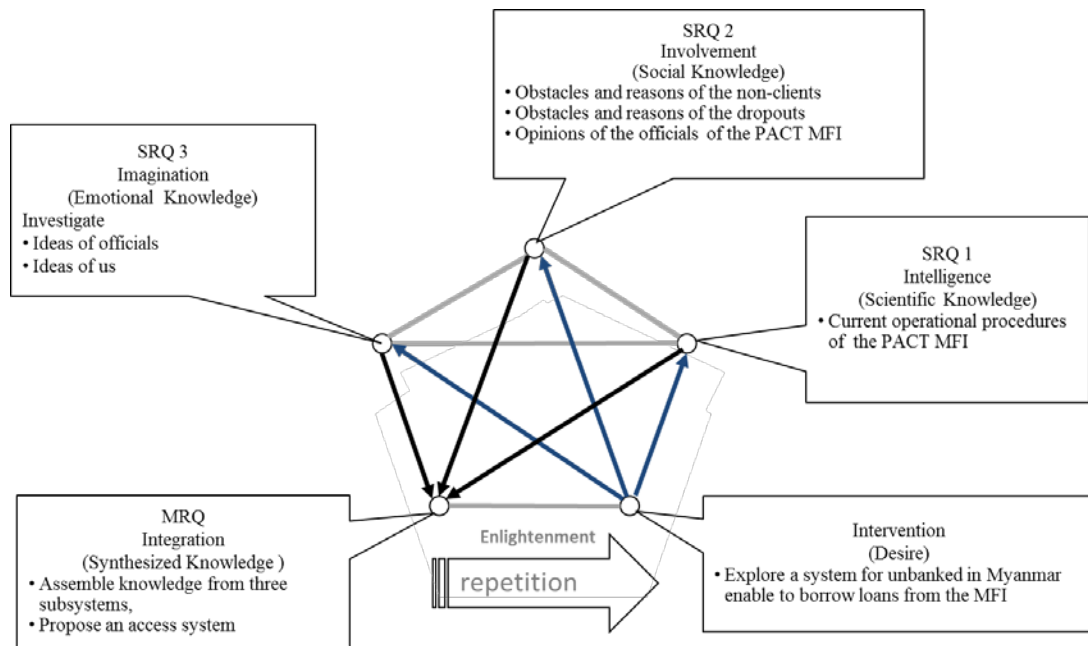 SRQ 2
Involvement
(Social Knowledge)
• Obstacles and reasons of the non-clients
• Obstacles and reasons of the dropouts
• Opinions of the officials of the PACT MFI
SRQ 3
Imagination
(Emotional Knowledge)
Investigate
• Ideas of officials
• Ideas of us
SRQ 1
Intelligence
(Scientific Knowledge)
• Current operational procedures
of the PACT MFI
MRQ
Integration
(Synthesized Knowledge )
• Assemble knowledge from three
subsystems,
• Propose an access system
Enlightenment
repetition
Intervention
(Desire)
• Explore a system for unbanked in Myanmar
enable to borrow loans from the MFI